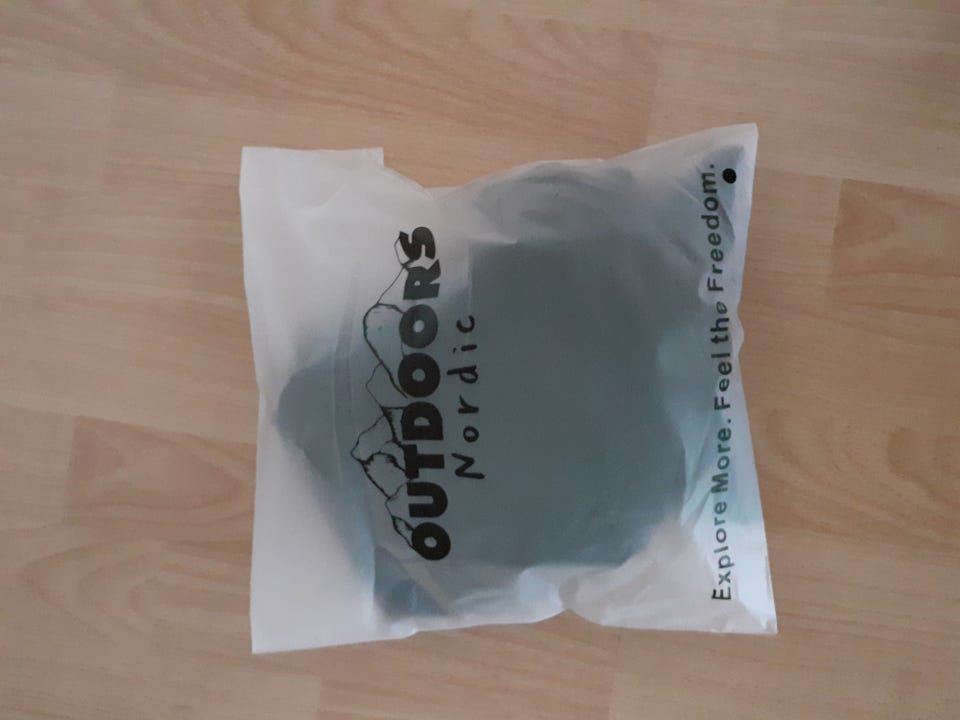 OUTDOORS
Nordic
Explore More. Feel the Freedom.